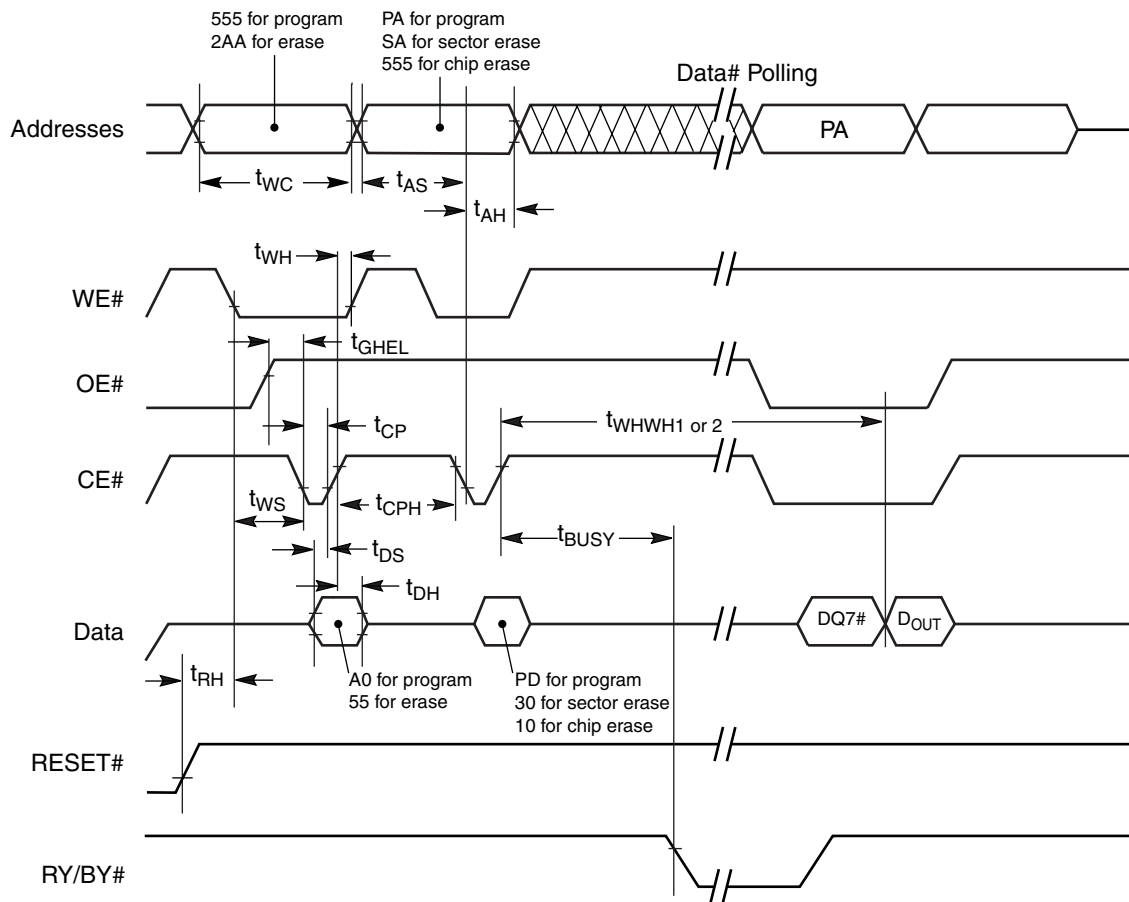 555 for program
2AA for erase
PA for program
SA for sector erase
555 for chip erase
Data# Polling
Addresses
PA
tWC
tAS
tAH
tWH
WE#
tGHEL
OE#
tWHWH1 or 2
tCP
CE#
tWS
tCPH
tBUSY
tDS
tDH
Data
DQ7#
DOUT
tRH
A0 for program
55 for erase
PD for program
30 for sector erase
10 for chip erase
RESET#
RY/BY#